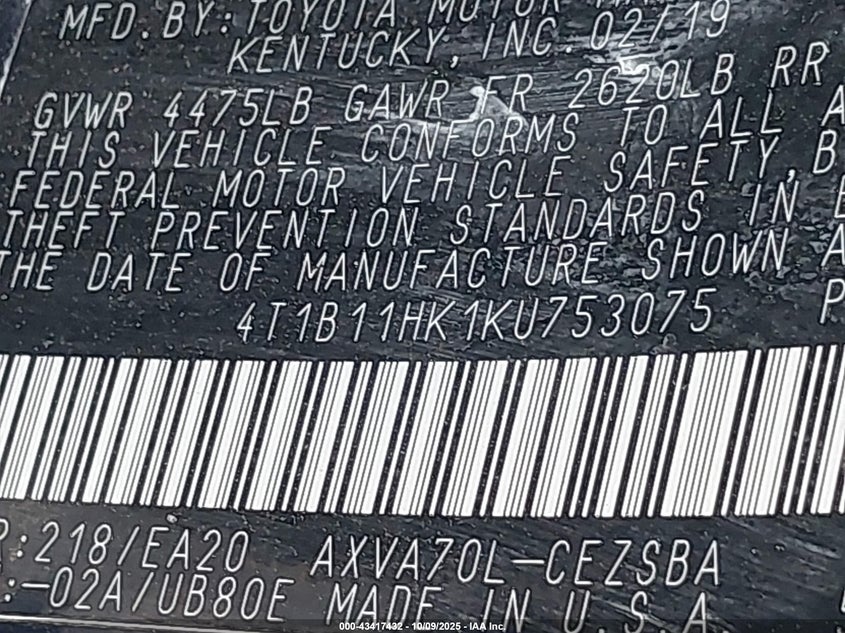 MFD. BY: TOYOTA MOTOR
KENTUCKY, INC. 02/19
GVWR 4475LB GAWR FR 2620LB RR
THIS VEHICLE CONFORMS TO ALL A
FEDERAL MOTOR VEHICLE SAFETY, B
THEFT PREVENTION STANDARDS IN E
THE DATE OF MANUFACTURE SHOWN A
4T1B11HK1KU753075 P
R:218/EA20 AXVA70L-CEZSBA
:-02A/UB80E MADE IN U.S.A
000-43417432 - 10/09/2025 - IAA Inc.